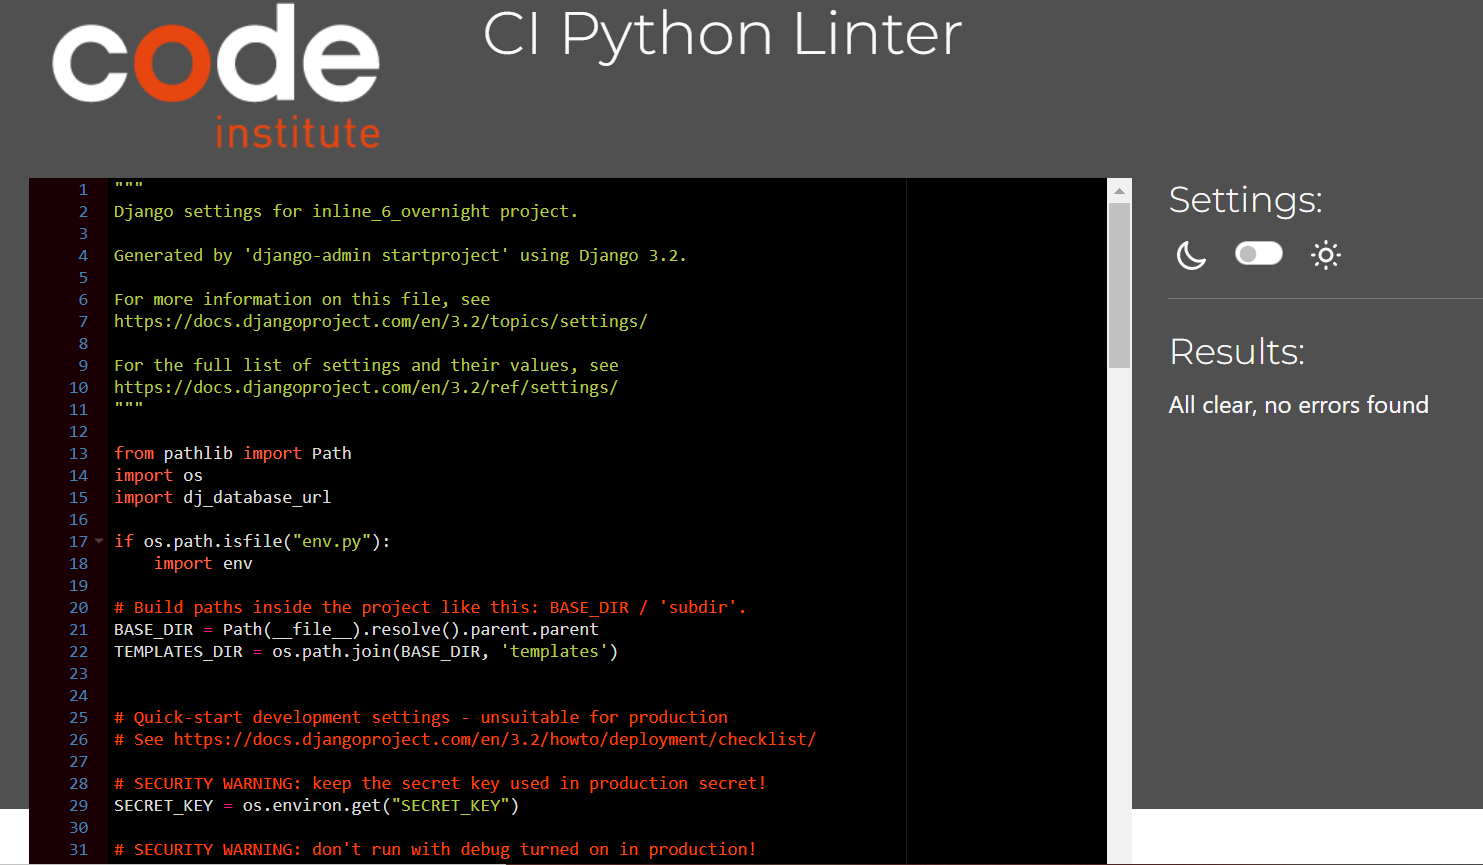 code
institute
CI Python Linter
1 """
2 Django settings for inline_6_overnight project.
3
4 Generated by 'django-admin startproject' using Django 3.2.
5
6 For more information on this file, see
7 https://docs.djangoproject.com/en/3.2/topics/settings/
8
9 For the full list of settings and their values, see
10 https://docs.djangoproject.com/en/3.2/ref/settings/
11 """
12
13 from pathlib import Path
14 import os
15 import dj_database_url
16
17 if os.path.isfile("env.py"):
18     import env
19
20 # Build paths inside the project like this: BASE_DIR / 'subdir'.
21 BASE_DIR = Path(__file__).resolve().parent.parent
22 TEMPLATES_DIR = os.path.join(BASE_DIR, 'templates')
23
24
25 # Quick-start development settings - unsuitable for production
26 # See https://docs.djangoproject.com/en/3.2/howto/deployment/checklist/
27
28 # SECURITY WARNING: keep the secret key used in production secret!
29 SECRET_KEY = os.environ.get("SECRET_KEY")
30
31 # SECURITY WARNING: don't run with debug turned on in production!
Settings:
Results:
All clear, no errors found